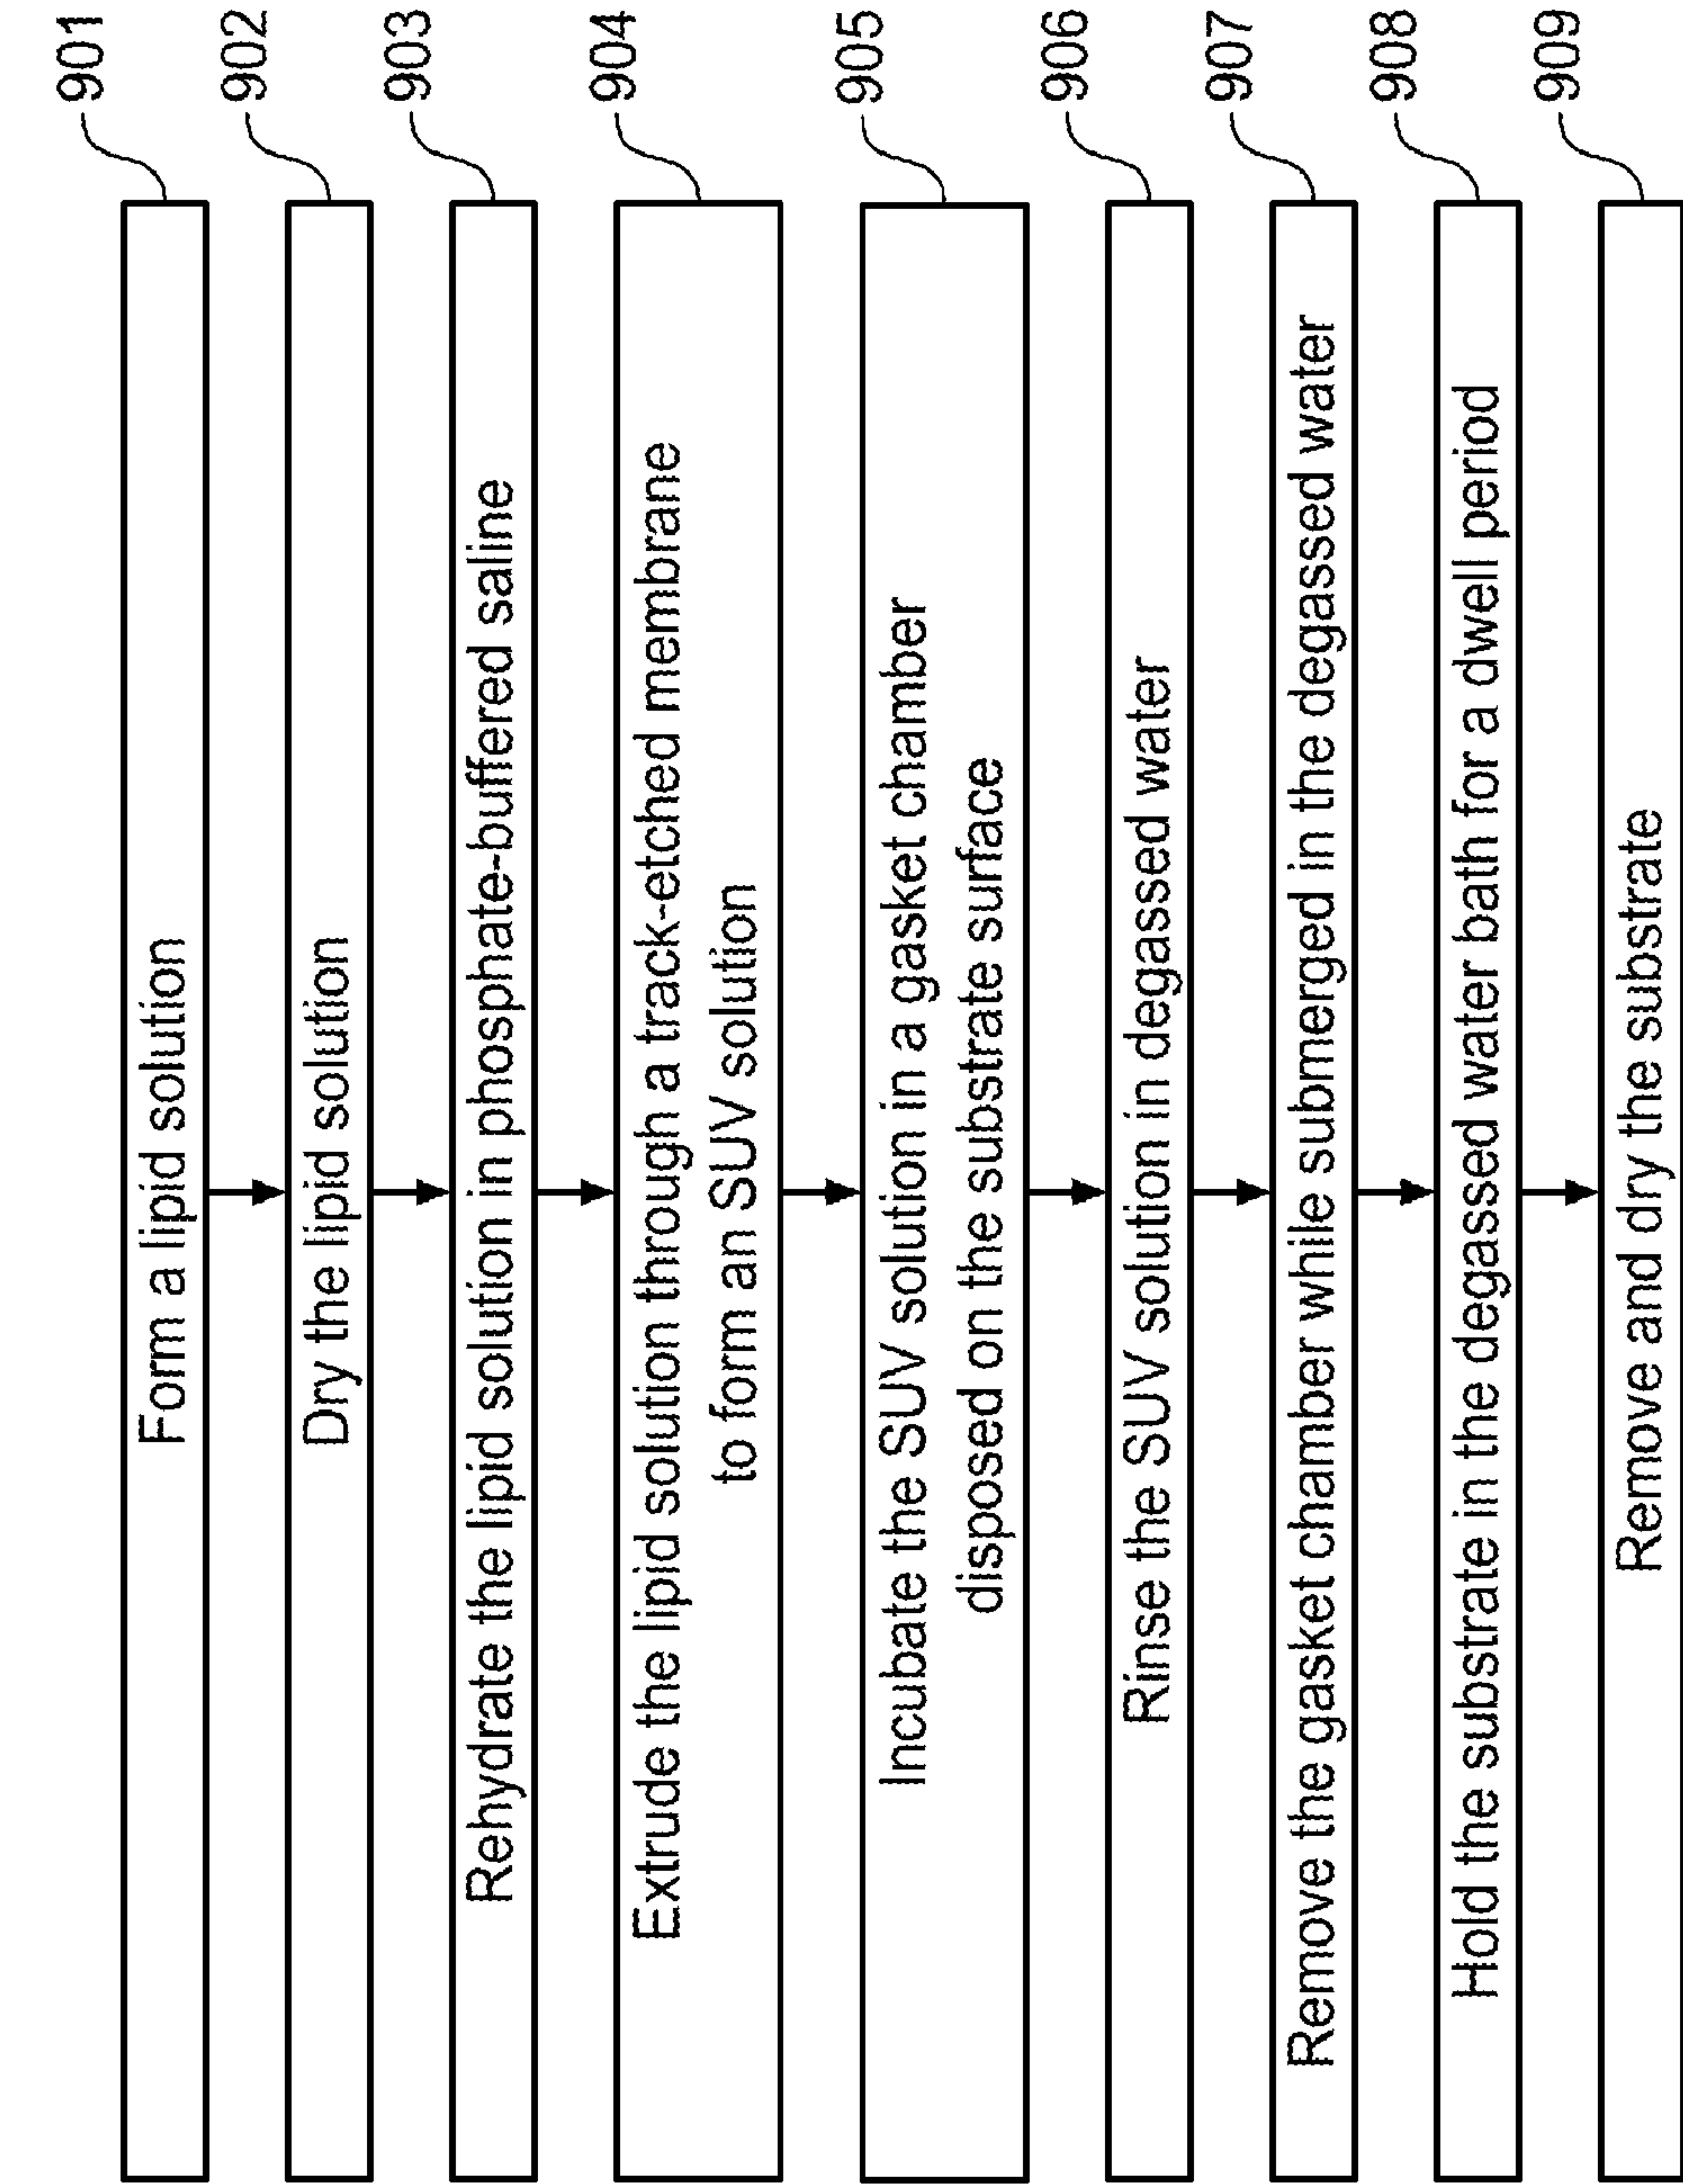 901
Form a lipid solution
902
Dry the lipid solution
903
Rehydrate the lipid solution in phosphate-buffered saline
904
Extrude the lipid solution through a track-etched membrane
to form an SUV solution
905
Incubate the SUV solution in a gasket chamber
disposed on the substrate surface
906
Rinse the SUV solution in degassed water
907
Remove the gasket chamber while submerged in the degassed water
908
Hold the substrate in the degassed water bath for a dwell period
909
Remove and dry the substrate